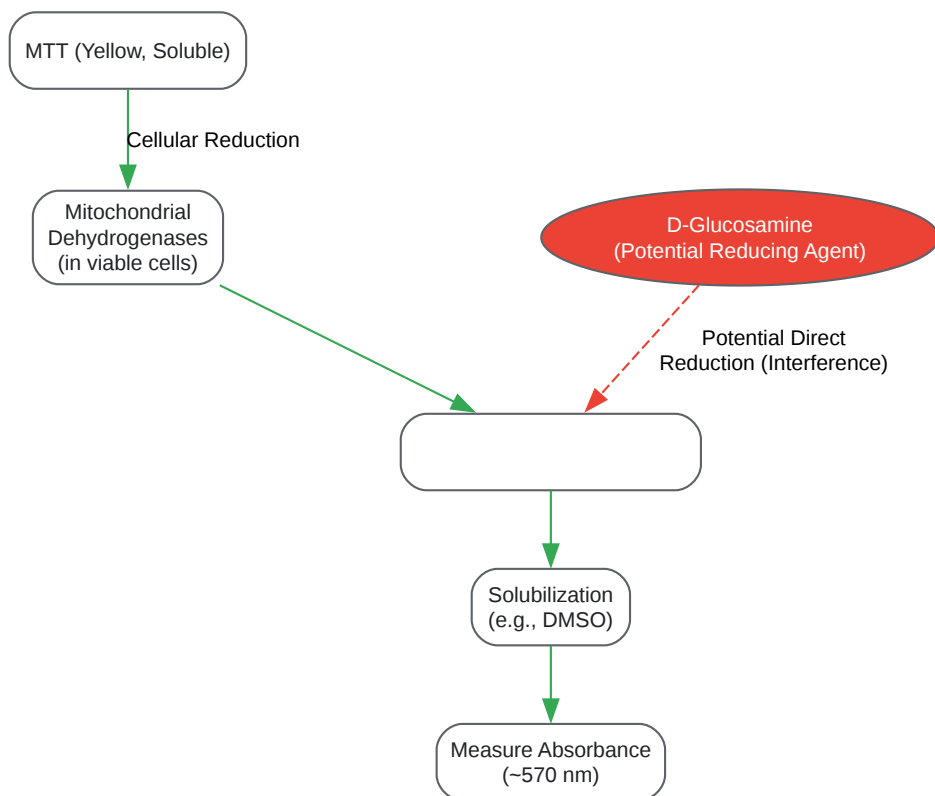 MTT (Yellow, Soluble)
Cellular Reduction
Mitochondrial
Dehydrogenases
(in viable cells)
D-Glucosamine
(Potential Reducing Agent)
Potential Direct
Reduction (Interference)
Solubilization
(e.g., DMSO)
Measure Absorbance
(~570 nm)